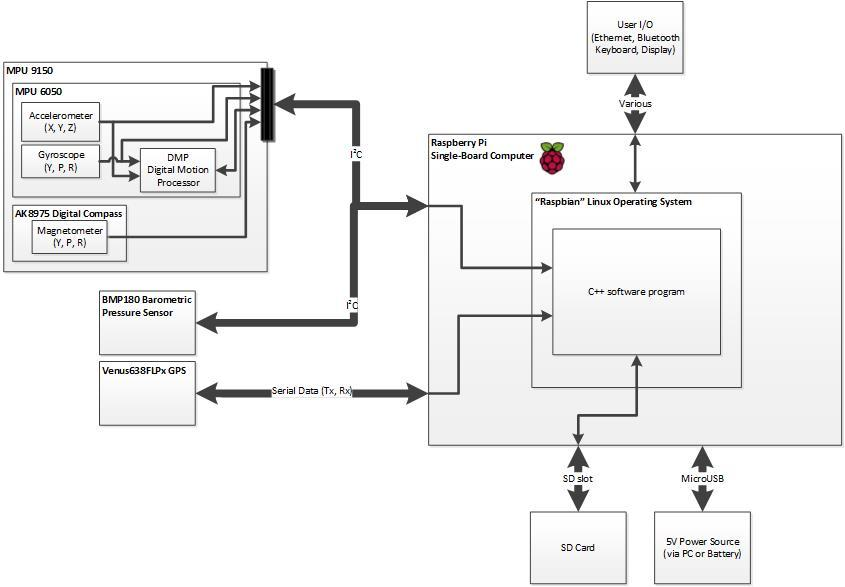 User I/O
(Ethernet, Bluetooth
Keyboard, Display)
Various
MPU 9150
MPU 6050
Accelerometer
(X, Y, Z)
Gyroscope
(Y, P, R)
DMP
Digital Motion
Processor
AK8975 Digital Compass
Magnetometer
(Y, P, R)
I²C
Raspberry Pi
Single-Board Computer
“Raspbian” Linux Operating System
C++ software program
BMP180 Barometric
Pressure Sensor
I²C
Venus638FLPx GPS
Serial Data (Tx, Rx)
SD slot
MicroUSB
SD Card
5V Power Source
(via PC or Battery)